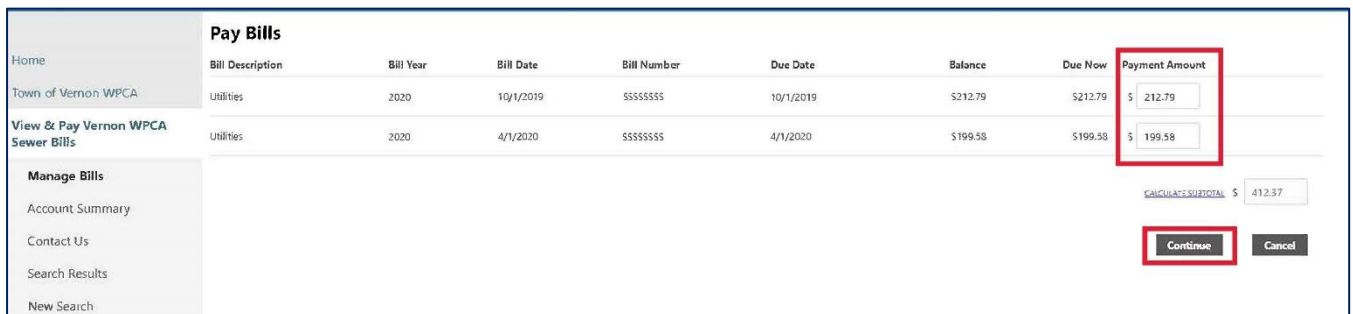 Pay Bills
Home
Town of Vernon WPCA
View & Pay Vernon WPCA
Sewer Bills
Manage Bills
Account Summary
Contact Us
Search Results
New Search
Bill Description Bill Year Bill Date Bill Number Due Date Balance Due Now Payment Amount
Utilities 2020 10/1/2019 SSSSSSSS 10/1/2019 $212.79 $212.79 $ 212.79
Utilities 2020 4/1/2020 SSSSSSSS 4/1/2020 $199.58 $199.58 $ 199.58
CALCULATE SUBTOTAL $ 412.37
Continue Cancel